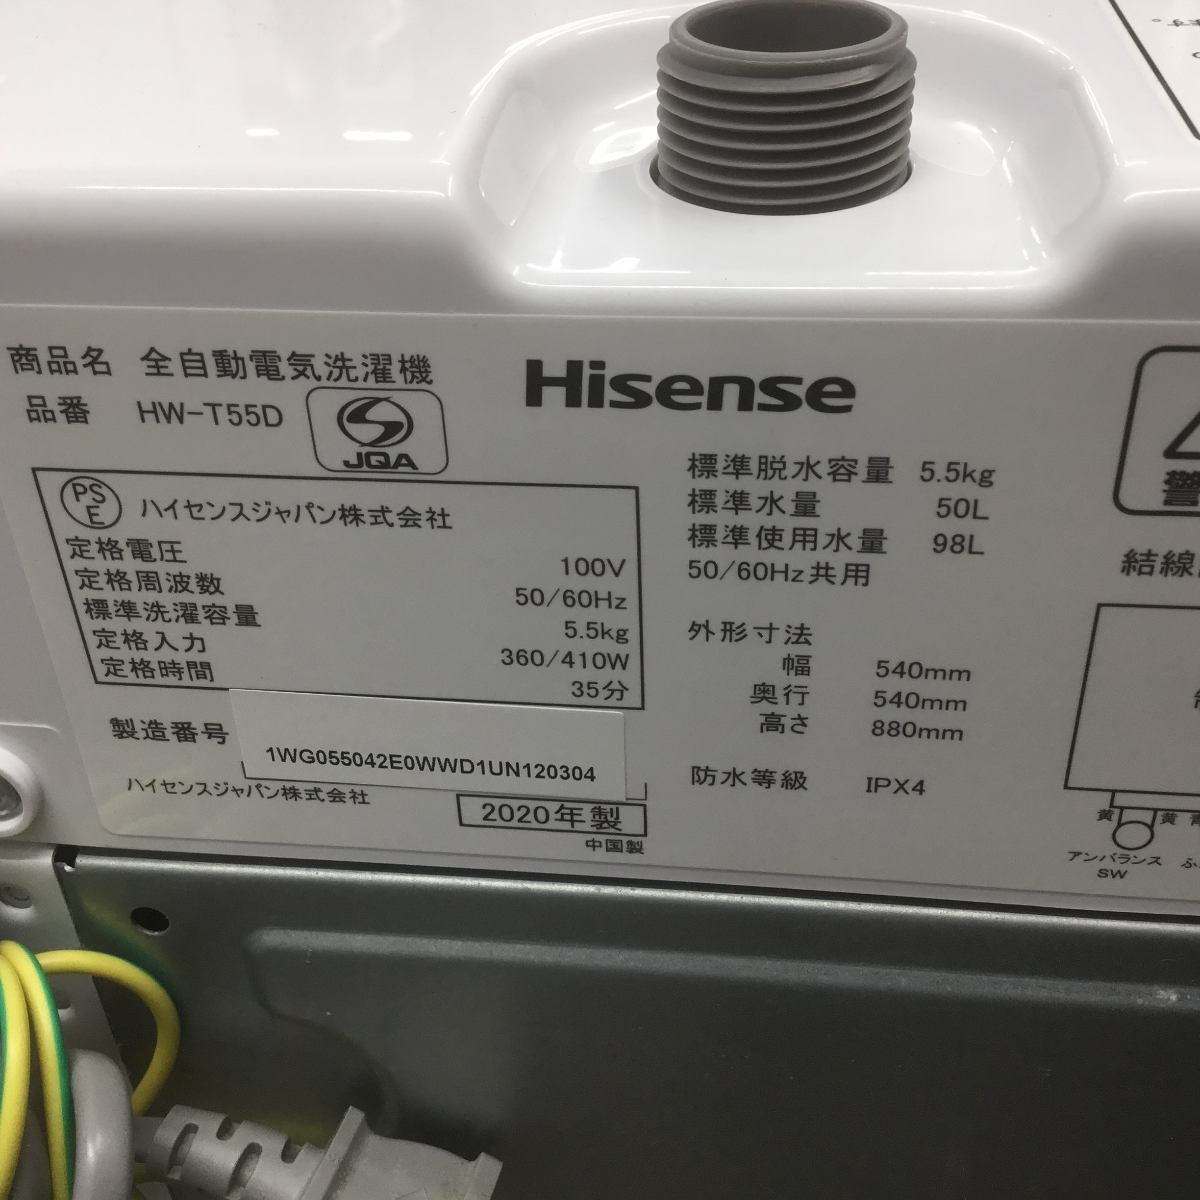 商品名 全自動電気洗濯機
品番 HW-T55D
JQA
Hisense
PS
E
ハイセンスジャパン株式会社
定格電圧 100V
定格周波数 50/60Hz
標準洗濯容量 5.5kg
定格入力 360/410W
定格時間 35分
製造番号 1WG055042E0WWD1UN120304
ハイセンスジャパン株式会社
2020年製
中国製
標準脱水容量 5.5kg
標準水量 50L
標準使用水量 98L
50/60Hz共用
外形寸法
幅 540mm
奥行 540mm
高さ 880mm
防水等級 IPX4
警
結線
黄 黄
アンバランス ふ
SW